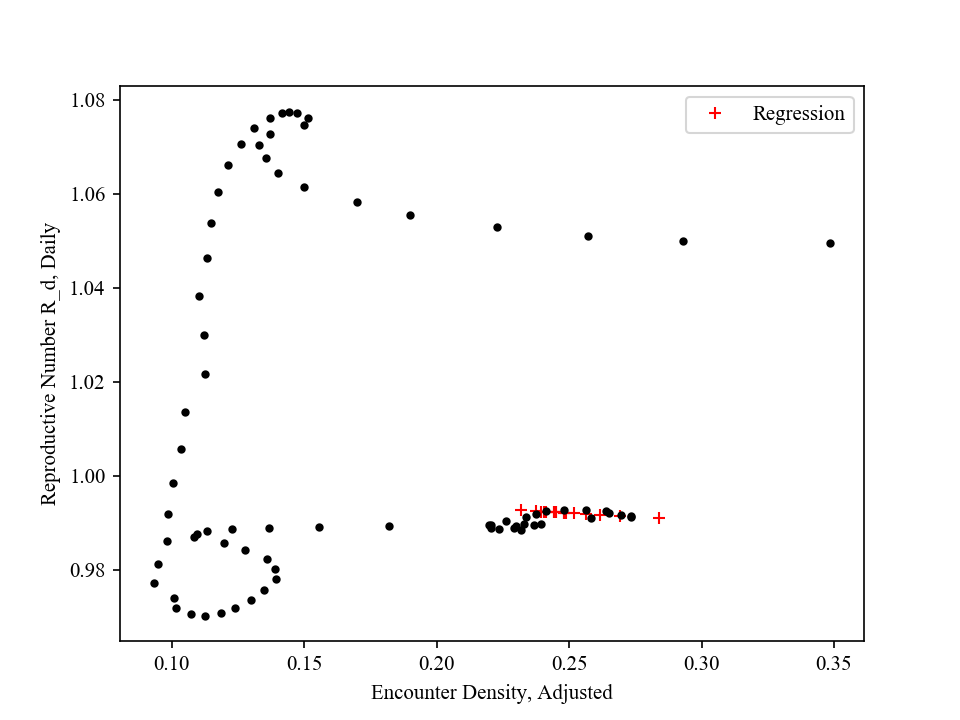 Regression
1.08
1.06
1.04
1.02
1.00
0.98
Reproductive Number R_d, Daily
0.10 0.15 0.20 0.25 0.30 0.35
Encounter Density, Adjusted